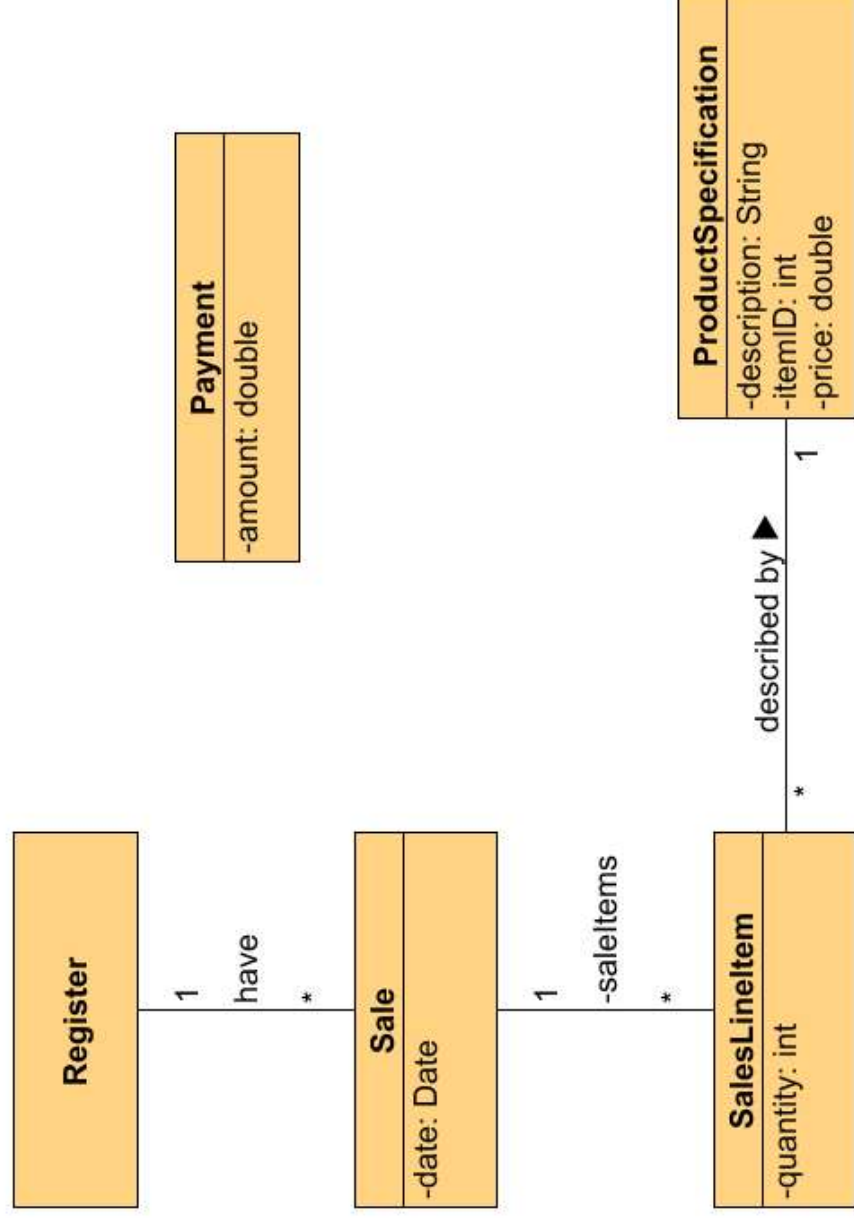 Register
1
have
*
Sale
-date: Date
1
-saleItems
*
SalesLineItem
-quantity: int
*
described by
1
Payment
-amount: double
ProductSpecification
-description: String
-itemID: int
-price: double